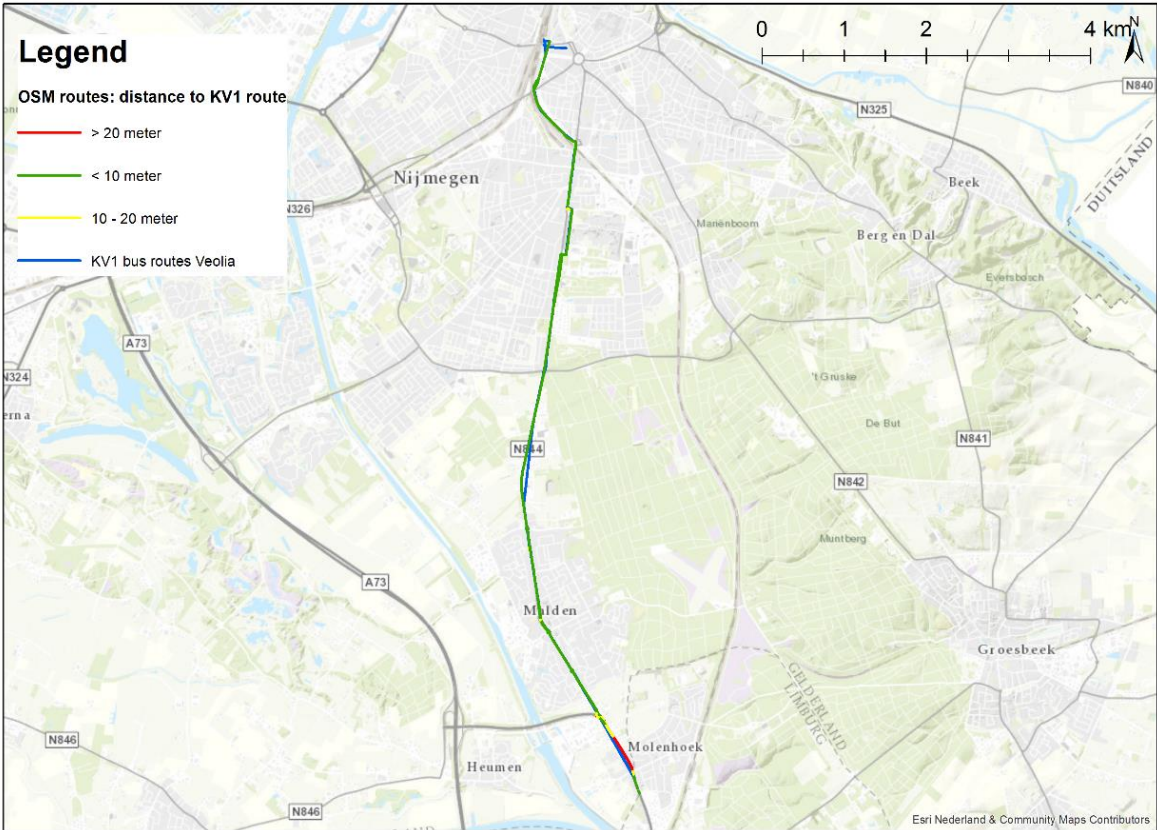 Legend
OSM routes: distance to KV1 route
> 20 meter
< 10 meter
10 - 20 meter
KV1 bus routes Veolia
0 1 2 4 km
N
N840
N325
DUITSLAND
Beek
Nijmegen
N326
Mariënboom
Berg en Dal
Eversbosch
A73
N324
't Gruske
erna
De But
N844
N841
N842
Muntberg
A73
Malden
Groesbeek
GELDERLAND
LIMBURG
N846
Molenhoek
Heumen
N846
Esri Nederland & Community Maps Contributors